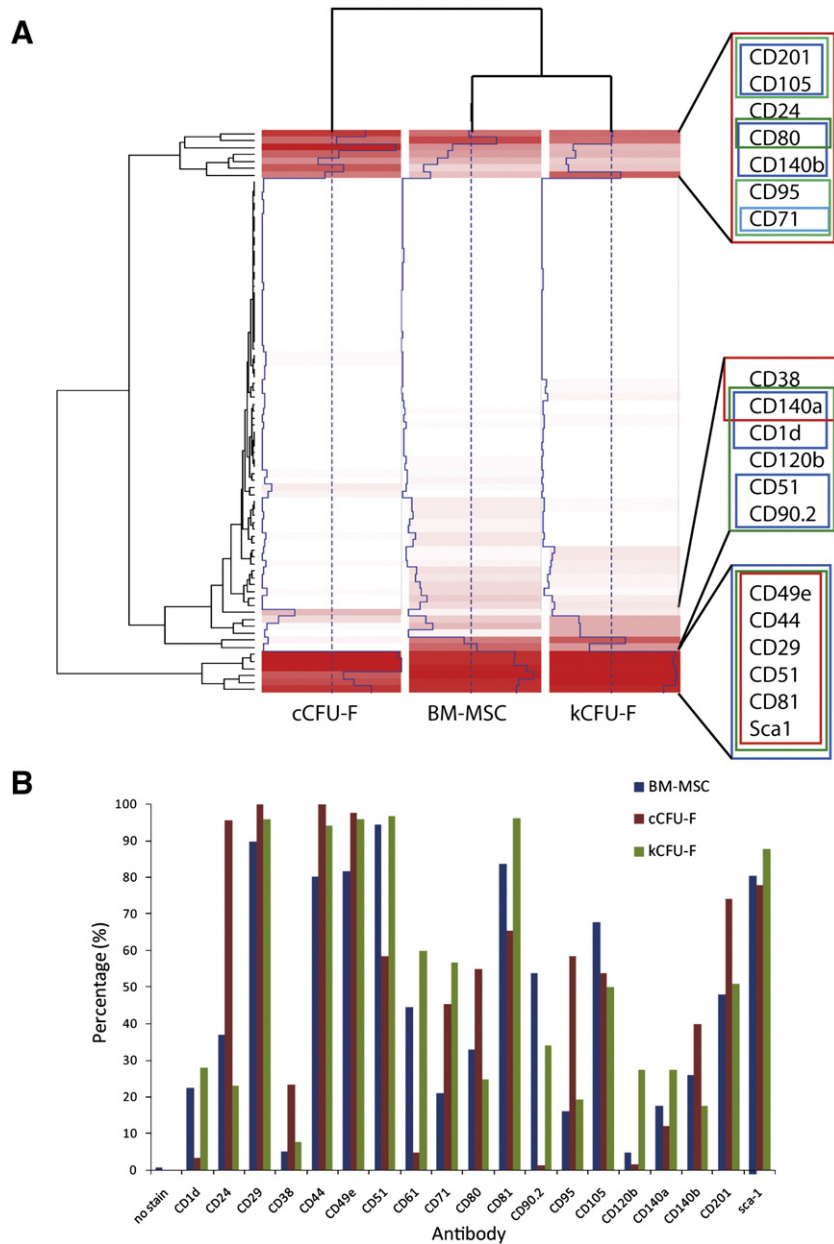 A
CD201
CD105
CD24
CD80
CD140b
CD95
CD71
CD38
CD140a
CD1d
CD120b
CD51
CD90.2
CD49e
CD44
CD29
CD51
CD81
Sca1
cCFU-F
BM-MSC
kCFU-F
B
BM-MSC
cCFU-F
kCFU-F
Percentage (%)
100
90
80
70
60
50
40
30
20
10
0
no stain
CD1d
CD24
CD29
CD38
CD44
CD49e
CD51
CD61
CD71
CD80
CD81
CD90.2
CD95
CD105
CD120b
CD140a
CD140b
CD201
sca-1
Antibody